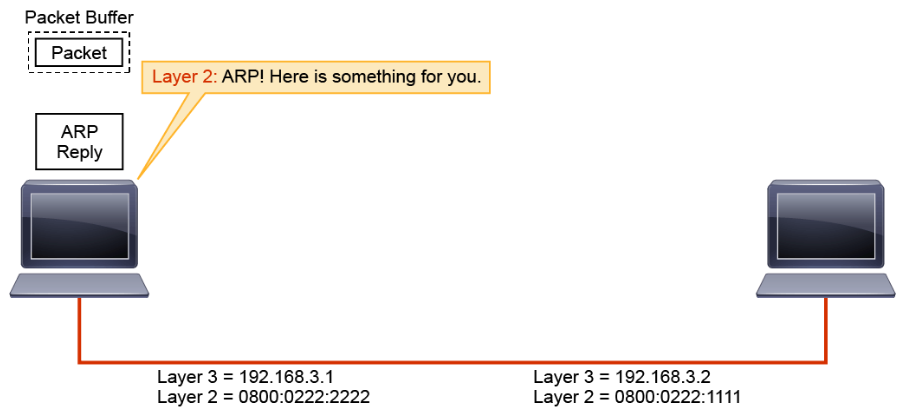 Packet Buffer
Packet
Layer 2: ARP! Here is something for you.
ARP
Reply
Layer 3 = 192.168.3.1
Layer 2 = 0800:0222:2222
Layer 3 = 192.168.3.2
Layer 2 = 0800:0222:1111